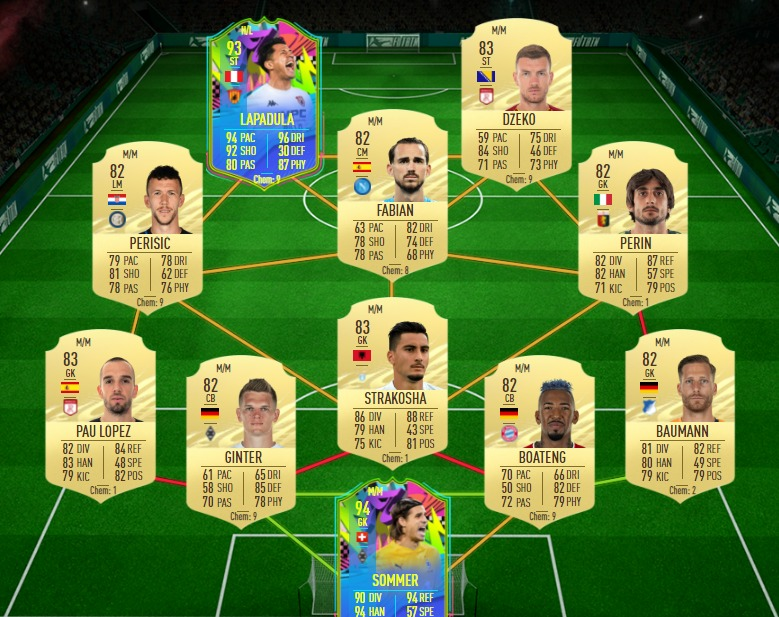 M/L
93
ST
LAPADULA
94 PAC 96 DRI
92 SHO 30 DEF
80 PAS 87 PHY
Chem: 9
M/M
83
ST
DZEKO
59 PAC 75 DRI
84 SHO 46 DEF
71 PAS 73 PHY
Chem: 9
M/M
82
CM
FABIAN
63 PAC 82 DRI
78 SHO 74 DEF
78 PAS 68 PHY
Chem: 8
M/M
82
LM
PERISIC
79 PAC 78 DRI
81 SHO 62 DEF
78 PAS 76 PHY
Chem: 9
M/M
82
GK
PERIN
82 DIV 87 REF
82 HAN 57 SPE
71 KIC 79 POS
Chem: 1
M/M
83
GK
STRAKOSHA
86 DIV 88 REF
79 HAN 43 SPE
75 KIC 81 POS
Chem: 1
M/M
83
GK
PAU LOPEZ
82 DIV 84 REF
83 HAN 48 SPE
79 KIC 82 POS
Chem: 1
M/M
82
CB
GINTER
61 PAC 65 DRI
58 SHO 85 DEF
70 PAS 78 PHY
Chem: 9
M/M
82
CB
BOATENG
70 PAC 66 DRI
50 SHO 82 DEF
72 PAS 79 PHY
Chem: 9
M/M
82
GK
BAUMANN
81 DIV 82 REF
80 HAN 49 SPE
79 KIC 79 POS
Chem: 2
M/M
94
GK
SOMMER
90 DIV 94 REF
94 HAN 57 SPE